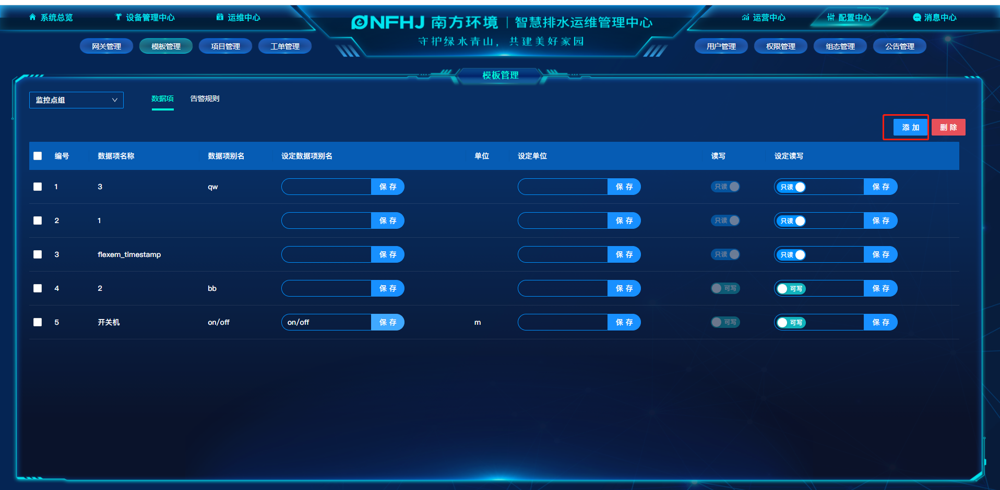 系统总览 设备管理中心 运维中心 NFHJ 南方环境 | 智慧排水运维管理中心 运营中心 配置中心 消息中心
守护绿水青山，共建美好家园
网关管理 模板管理 项目管理 工单管理 用户管理 权限管理 组态管理 公告管理
模板管理
监控点组 数据项 告警规则
添加 删除
编号 数据项名称 数据项别名 设定数据项别名 单位 设定单位 读写 设定读写
1 3 qw 保存 保存 只读 只读 保存
2 1 保存 保存 只读 只读 保存
3 flexem_timestamp 保存 保存 只读 只读 保存
4 2 bb 保存 保存 可写 可写 保存
5 开关机 on/off on/off 保存 m 保存 可写 可写 保存